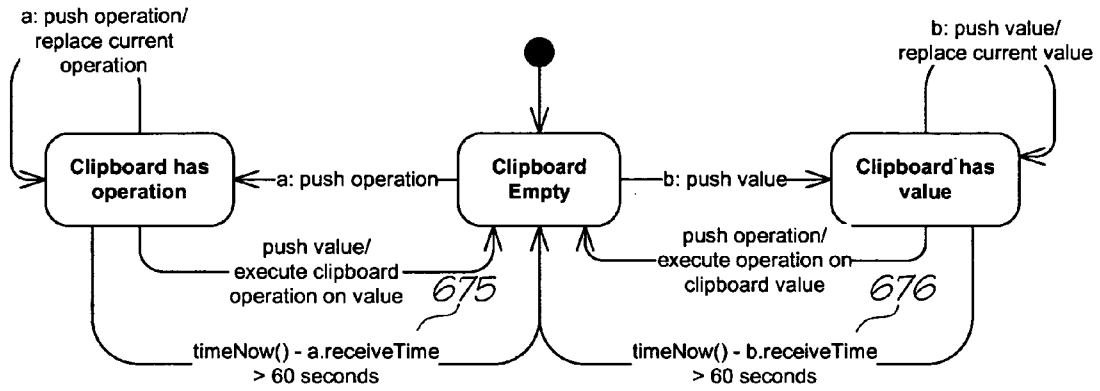 a: push operation/
replace current
operation
b: push value/
replace current value
Clipboard has
operation
a: push operation
Clipboard
Empty
b: push value
Clipboard has
value
push value/
execute clipboard
operation on value
675
push operation/
execute operation on
clipboard value
676
timeNow() - a.receiveTime
> 60 seconds
timeNow() - b.receiveTime
> 60 seconds